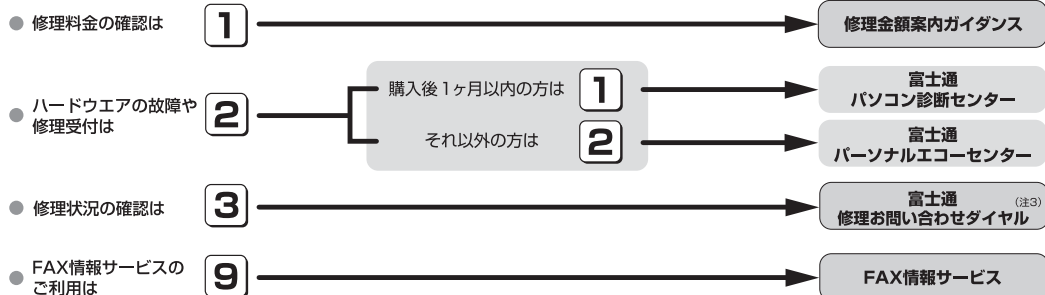 修理料金の確認は 1 修理金額案内ガイダンス
ハードウエアの故障や
修理受付は
2
購入後1ヶ月以内の方は 1
富士通
パソコン診断センター
それ以外の方は 2
富士通
パーソナルエコーセンター
修理状況の確認は 3
富士通 (注3)
修理お問い合わせダイヤル
FAX情報サービスの
ご利用は
9
FAX情報サービス